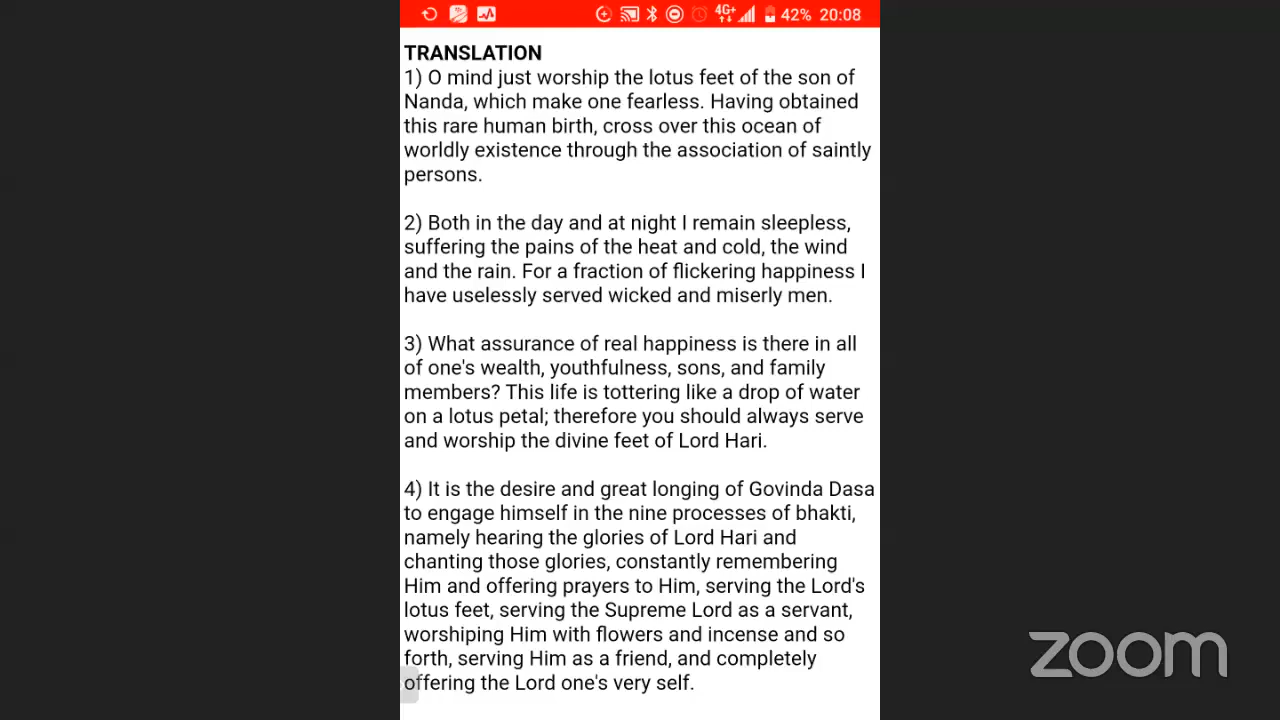 4G+ 42% 20:08
TRANSLATION
1) O mind just worship the lotus feet of the son of
Nanda, which make one fearless. Having obtained
this rare human birth, cross over this ocean of
worldly existence through the association of saintly
persons.
2) Both in the day and at night I remain sleepless,
suffering the pains of the heat and cold, the wind
and the rain. For a fraction of flickering happiness I
have uselessly served wicked and miserly men.
3) What assurance of real happiness is there in all
of one's wealth, youthfulness, sons, and family
members? This life is tottering like a drop of water
on a lotus petal; therefore you should always serve
and worship the divine feet of Lord Hari.
4) It is the desire and great longing of Govinda Dasa
to engage himself in the nine processes of bhakti,
namely hearing the glories of Lord Hari and
chanting those glories, constantly remembering
Him and offering prayers to Him, serving the Lord's
lotus feet, serving the Supreme Lord as a servant,
worshiping Him with flowers and incense and so
forth, serving Him as a friend, and completely
offering the Lord one's very self.
zoom